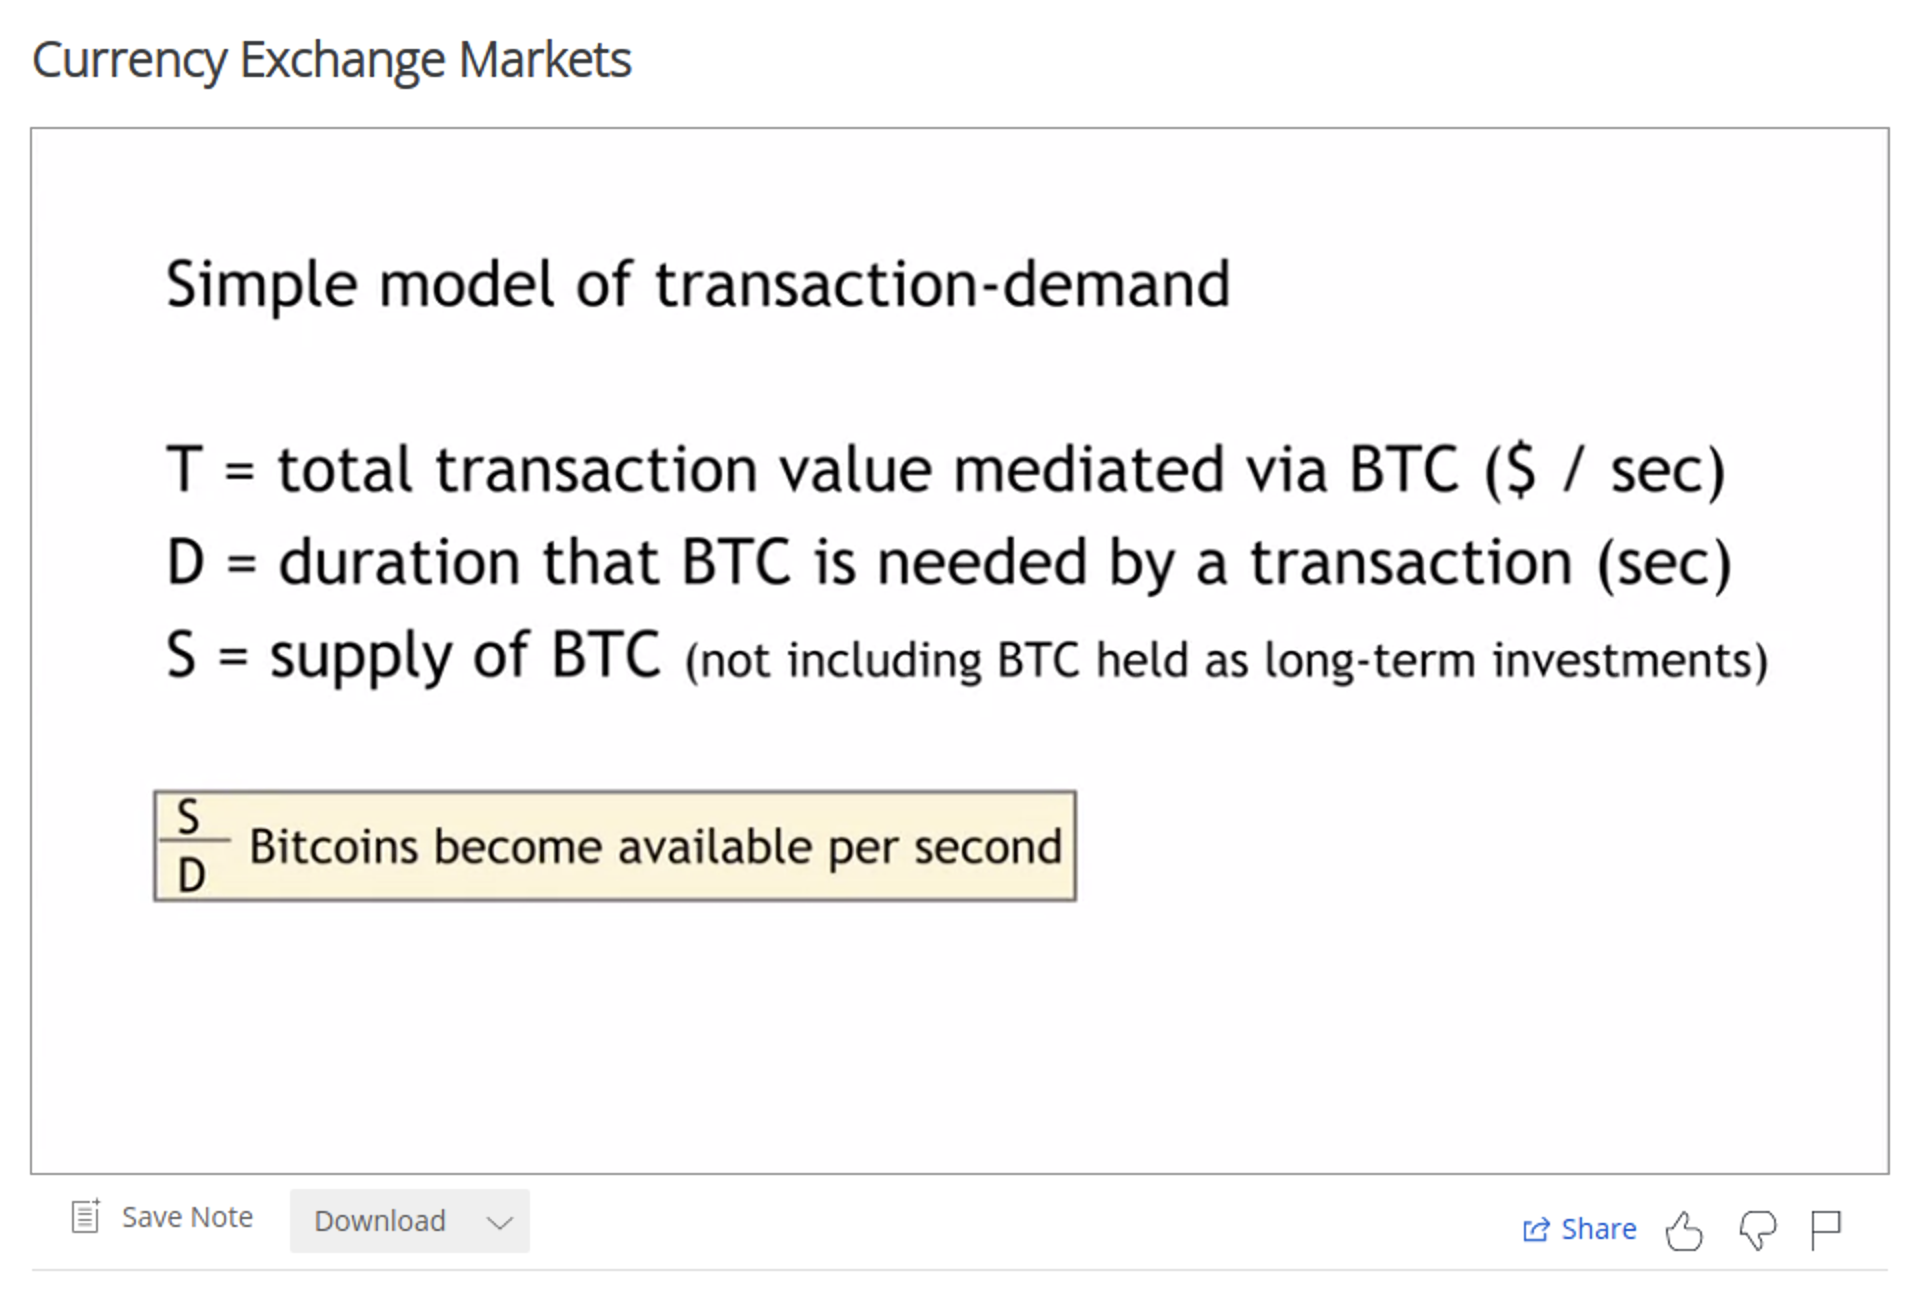 Currency Exchange Markets
Simple model of transaction-demand
T = total transaction value mediated via BTC ($ / sec)
D = duration that BTC is needed by a transaction (sec)
S = supply of BTC (not including BTC held as long-term investments)
S
D
Bitcoins become available per second
Save Note
Download
Share